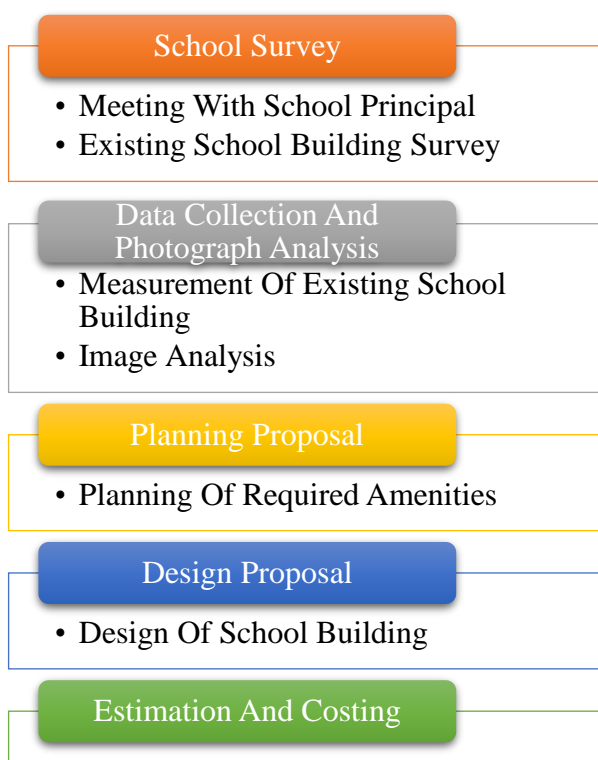 School Survey
• Meeting With School Principal
• Existing School Building Survey
Data Collection And
Photograph Analysis
• Measurement Of Existing School
Building
• Image Analysis
Planning Proposal
• Planning Of Required Amenities
Design Proposal
• Design Of School Building
Estimation And Costing